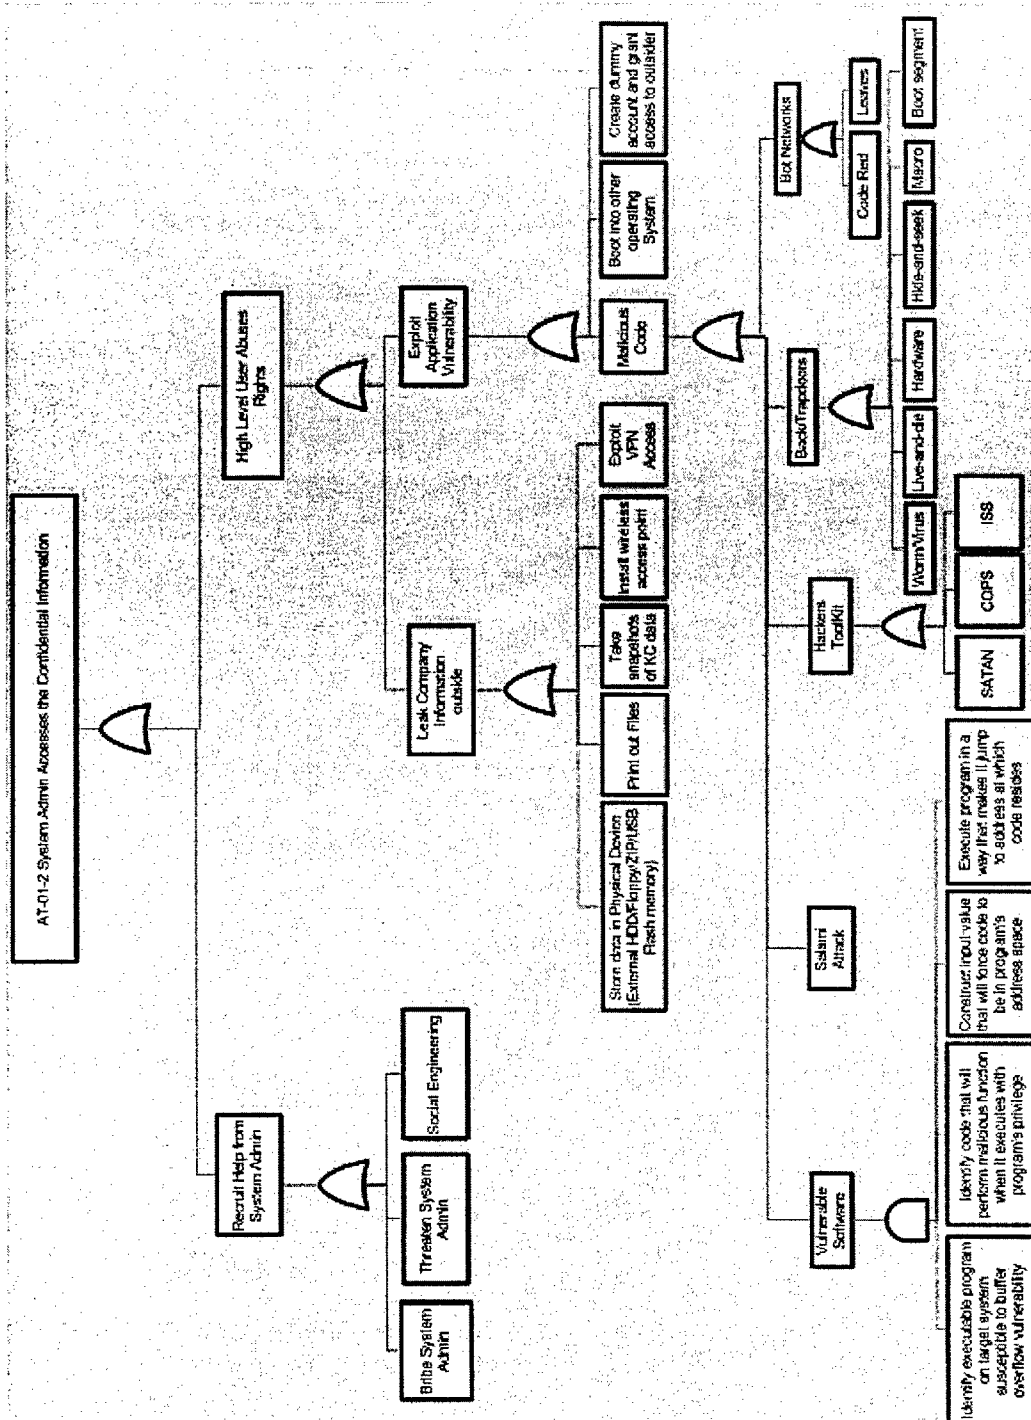 AT-01-2 System Admin Accesses the Confidential Information
Recruit Help from
System Admin
High Level User Abuses
Rights
Bribe System
Admin
Threaten System
Admin
Social Engineering
Leak Company
Information
outside
Exploit
Application
Vulnerability
Store data in Physical Device
(External HDD/Floppy/ZIP/USB
Flash memory)
Print out Files
Take
snapshots
of KC data
Install wireless
access point
Exploit
VPN
Access
Malicious
Code
Boot into other
operating
System
Create dummy
account and grant
access to outsider
Vulnerable
Software
Salami
Attack
Hackers
ToolKit
Back/Trapdoors
Bot Networks
Code Red
Leaves
Worm/Virus
Live-and-die
Hardware
Hide-and-seek
Macro
Boot segment
SATAN
COPS
ISS
Identify executable program
on target system
susceptible to buffer
overflow vulnerability
Identify code that will
perform malicious function
when it executes with
program's privilege
Construct input value
that will force code to
be in program's
address space
Execute program in a
way that makes it jump
to address at which
code resides